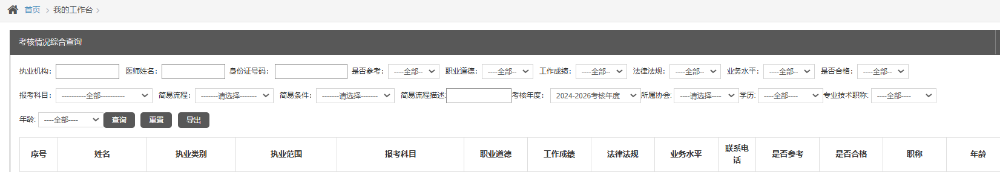 首页 > 我的工作台 >
考核情况综合查询
执业机构： 医师姓名： 身份证号码： 是否参考： ----全部-- 职业道德： ----全部-- 工作成绩： ----全部-- 法律法规： ----全部-- 业务水平： ----全部-- 是否合格： ----全部--
报考科目： ----------全部---------- 简易流程： -------请选择------- 简易条件： -------请选择------- 简易流程描述: 考核年度： 2024-2026考核年度 所属协会: ----请选择---- 学历: ----全部---- 专业技术职称: ----全部----
年龄: ----全部---- 查询 重置 导出
序号 姓名 执业类别 执业范围 报考科目 职业道德 工作成绩 法律法规 业务水平 联系电话 是否参考 是否合格 职称 年龄